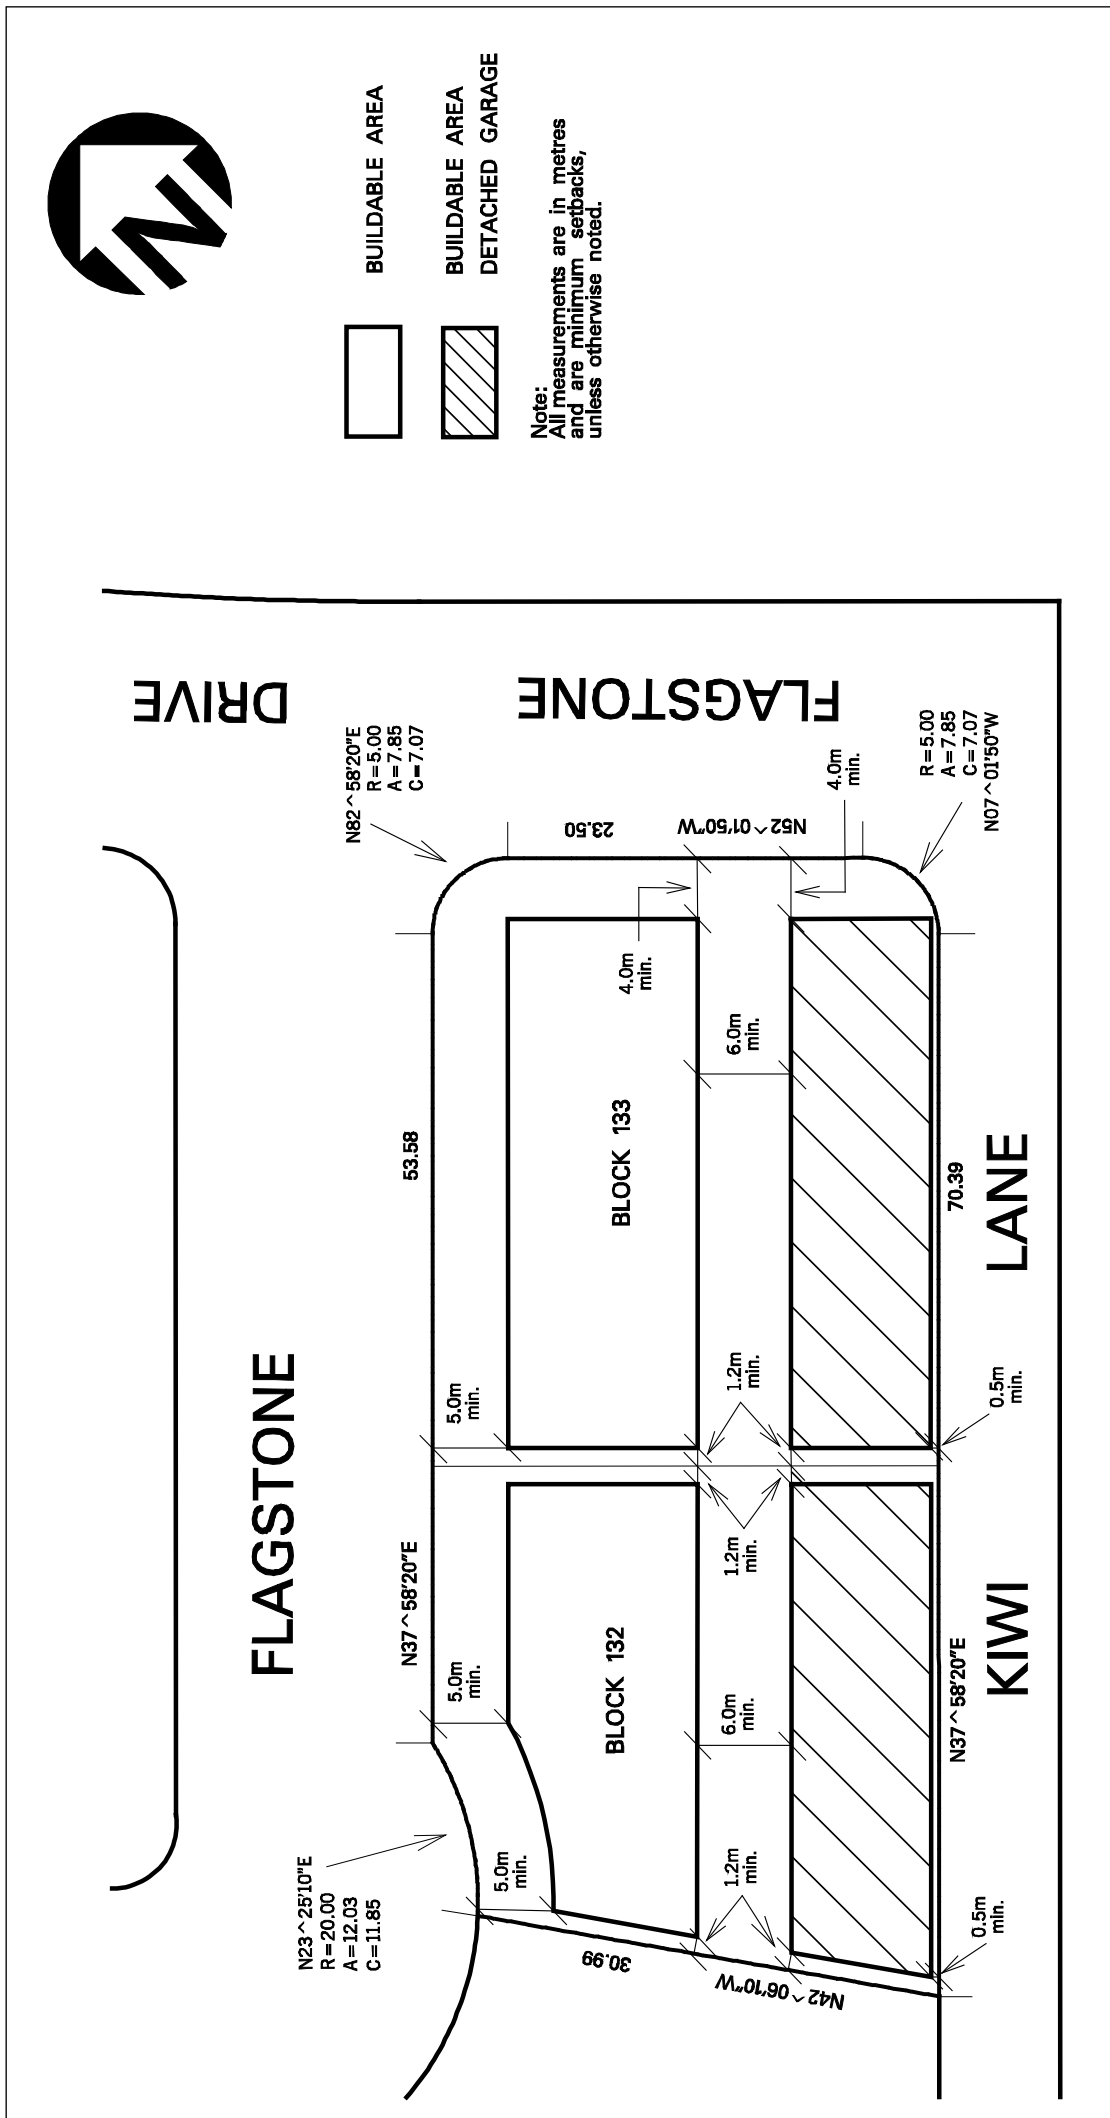 N
BUILDABLE AREA
BUILDABLE AREA
DETACHED GARAGE
Note:
All measurements are in metres
and are minimum setbacks,
unless otherwise noted.
DRIVE
FLAGSTONE
FLAGSTONE
N82^58'20"E
R=5.00
A=7.85
C=7.07
R=5.00
A=7.85
C=7.07
N07^01'50"W
23.50
N52^01'50"W
4.0m
min.
4.0m
min.
6.0m
min.
53.58
BLOCK 133
70.39
LANE
5.0m
min.
1.2m
min.
0.5m
min.
N37^58'20"E
1.2m
min.
5.0m
min.
BLOCK 132
6.0m
min.
N37^58'20"E
KIWI
N23^25'10"E
R=20.00
A=12.03
C=11.85
5.0m
min.
1.2m
min.
0.5m
min.
30.99
N42^06'10"W